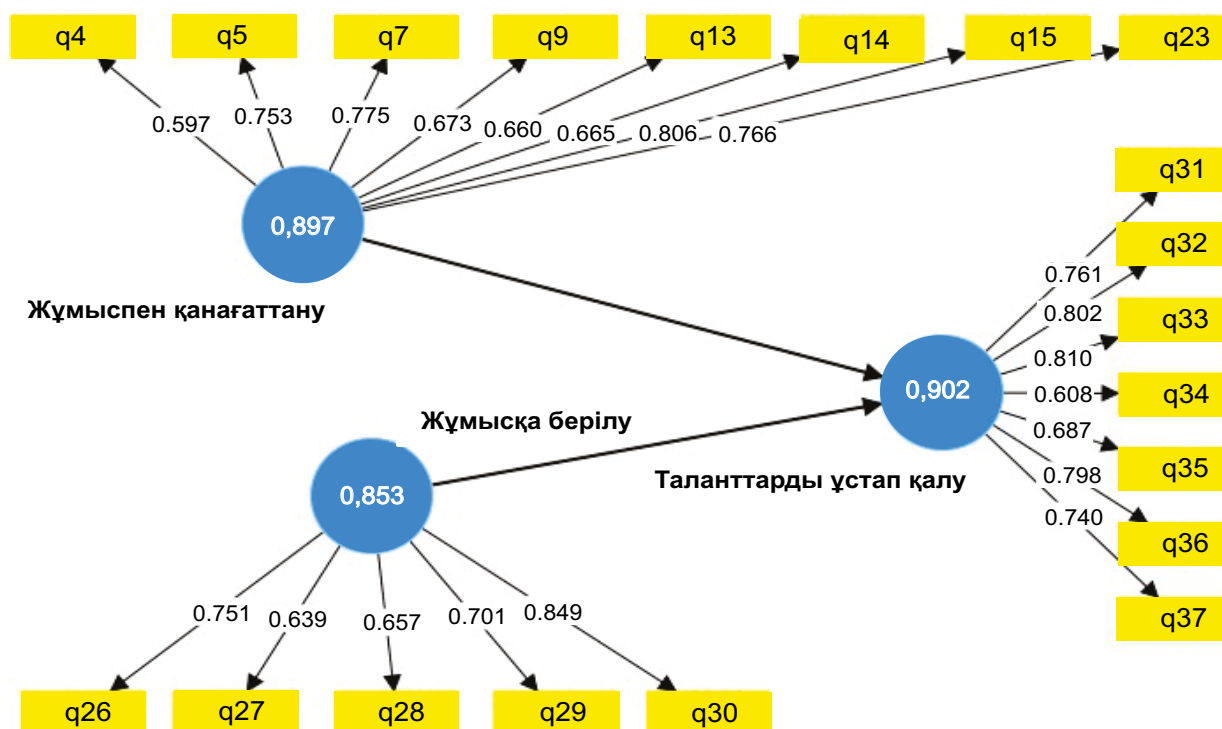 q4 q5 q7 q9 q13 q14 q15 q23
0.597 0.753 0.775 0.673 0.660 0.665 0.806 0.766
0,897
Жұмыспен қанағаттану
q31
q32
q33
q34
q35
q36
q37
0.761
0.802
0.810
0.608
0.687
0.798
0.740
0,902
Таланттарды ұстап қалу
Жұмысқа берілу
0,853
0.751 0.639 0.657 0.701 0.849
q26 q27 q28 q29 q30